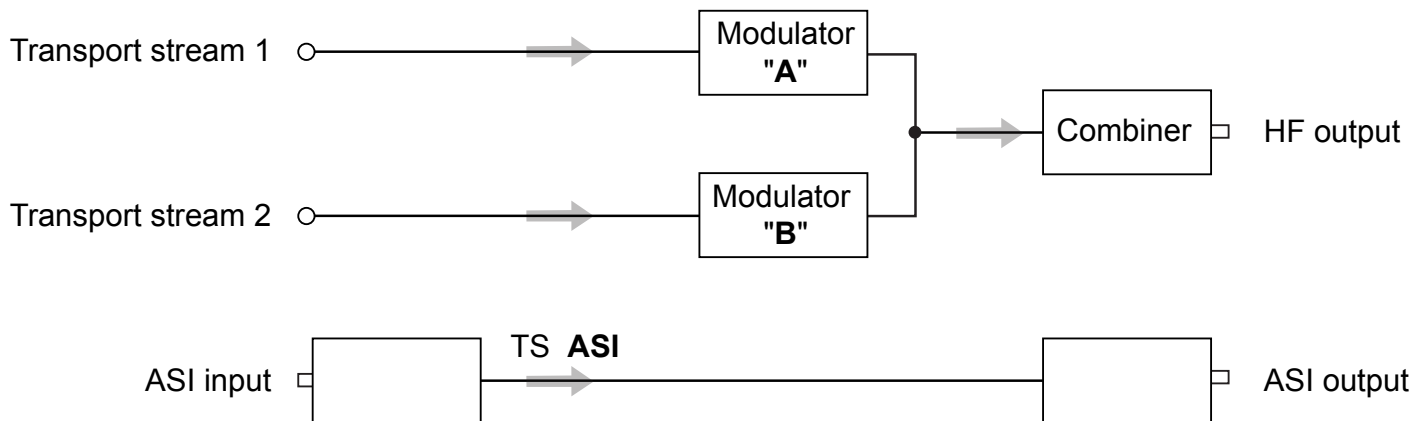 Transport stream 1
Modulator
"A"
Combiner
HF output
Transport stream 2
Modulator
"B"
TS ASI
ASI input
ASI output